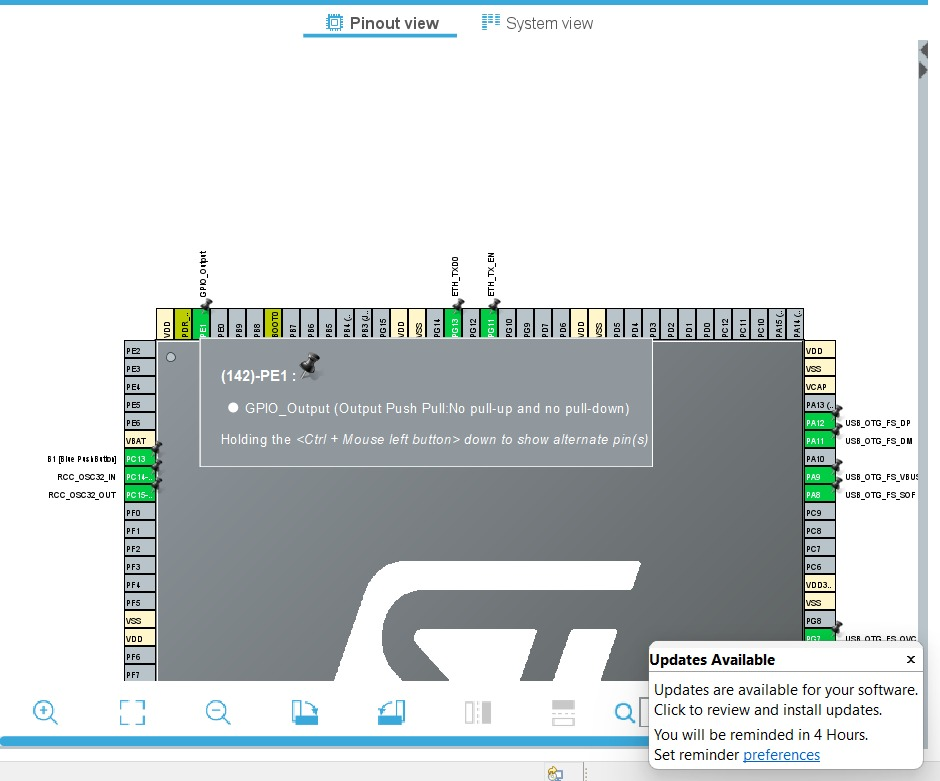 Pinout view
System view
GPIO_Output
ETH_TXD0
ETH_TX_EN
VDD
PDR_..
PE1
PE0
PB9
PB8
BOOT0
PB7
PB6
PB5
PB4 (..
PB3 (J..
PG15
VDD
VSS
PG14
PG13
PG12
PG11
PG10
PG9
PD7
PD6
VDD
VSS
PD5
PD4
PD3
PD2
PD1
PD0
PC12
PC11
PC10
PA15 (..
PA14 (..
PE2
PE3
PE4
PE5
PE6
VBAT
B1 [Blue PushButton] PC13
RCC_OSC32_IN PC14-..
RCC_OSC32_OUT PC15-..
PF0
PF1
PF2
PF3
PF4
PF5
VSS
VDD
PF6
PF7
(142)-PE1 :
GPIO_Output (Output Push Pull:No pull-up and no pull-down)
Holding the <Ctrl + Mouse left button> down to show alternate pin(s)
VDD
VSS
VCAP
PA13 (..
PA12 USB_OTG_FS_DP
PA11 USB_OTG_FS_DM
PA10
PA9 USB_OTG_FS_VBUS
PA8 USB_OTG_FS_SOF
PC9
PC8
PC7
PC6
VDD3..
VSS
PG8
PG7 USB_OTG_FS_OVC
Updates Available x
Updates are available for your software.
Click to review and install updates.
You will be reminded in 4 Hours.
Set reminder preferences